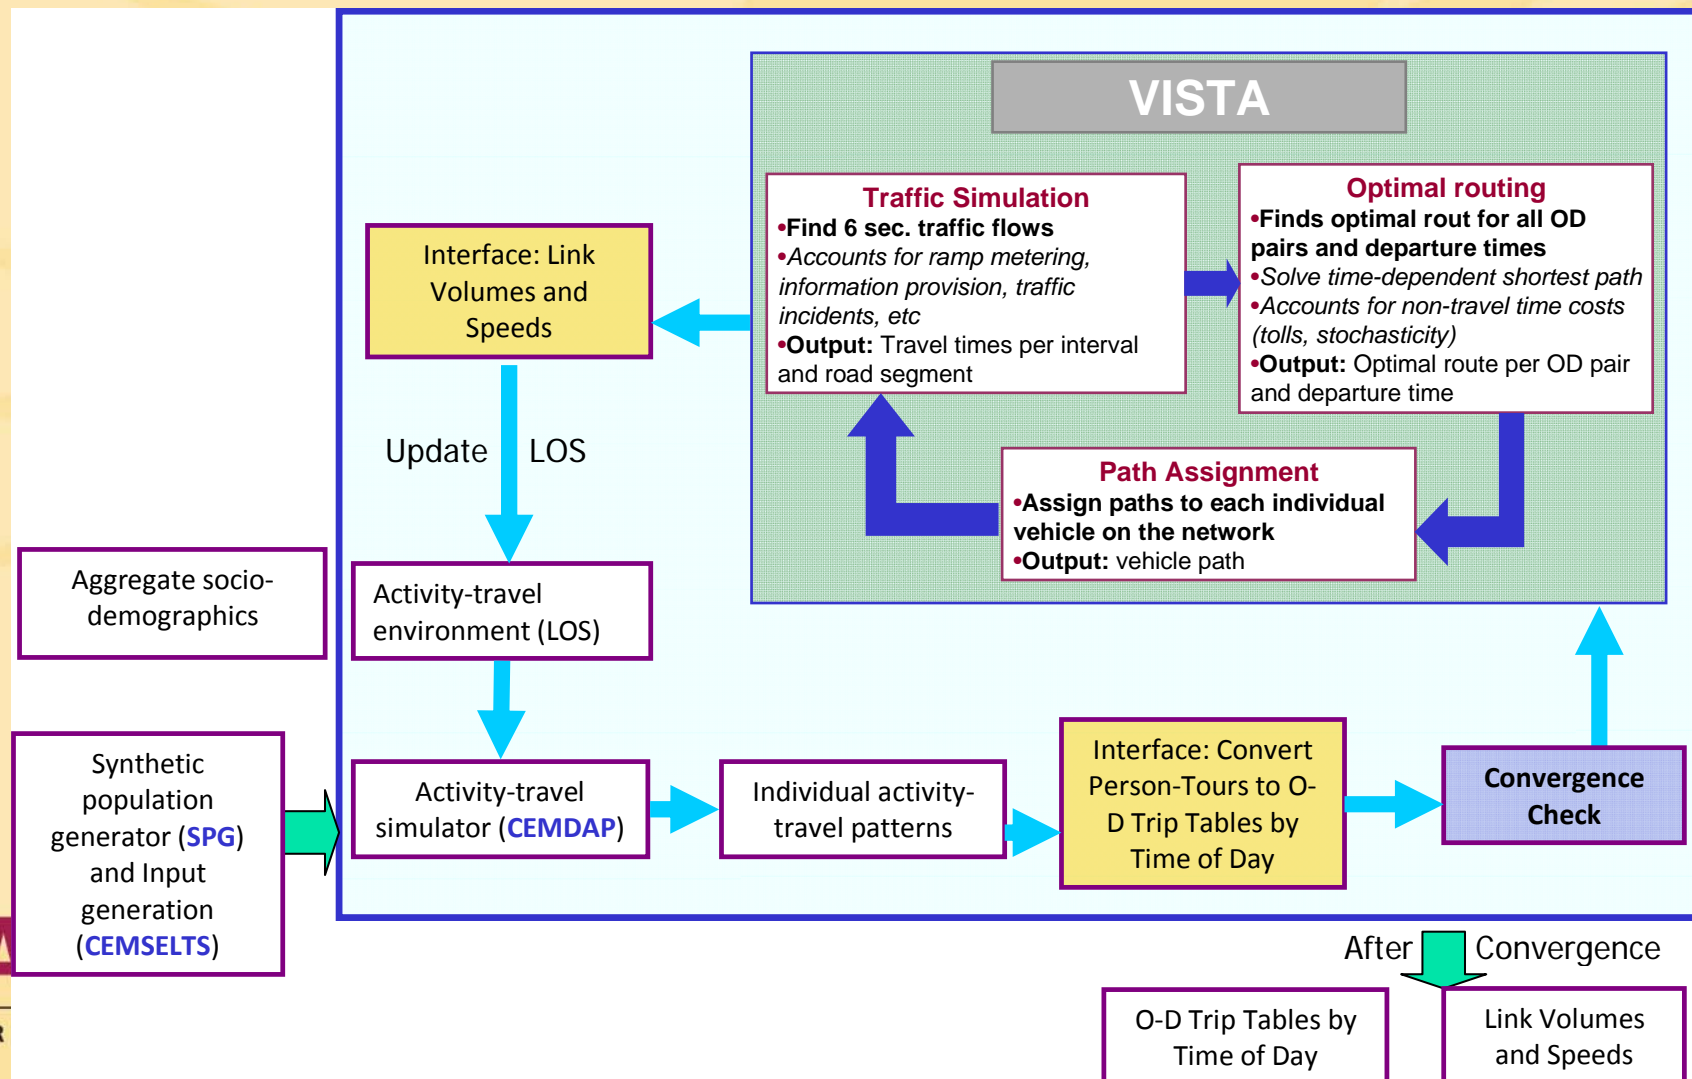 VISTA
Traffic Simulation
•Find 6 sec. traffic flows
•Accounts for ramp metering,
information provision, traffic
incidents, etc
•Output: Travel times per interval
and road segment
Optimal routing
•Finds optimal rout for all OD
pairs and departure times
•Solve time-dependent shortest path
•Accounts for non-travel time costs
(tolls, stochasticity)
•Output: Optimal route per OD pair
and departure time
Path Assignment
•Assign paths to each individual
vehicle on the network
•Output: vehicle path
Interface: Link
Volumes and
Speeds
Update LOS
Aggregate socio-
demographics
Activity-travel
environment (LOS)
Synthetic
population
generator (SPG)
and Input
generation
(CEMSELTS)
Activity-travel
simulator (CEMDAP)
Individual activity-
travel patterns
Interface: Convert
Person-Tours to O-
D Trip Tables by
Time of Day
Convergence
Check
After Convergence
O-D Trip Tables by
Time of Day
Link Volumes
and Speeds
R